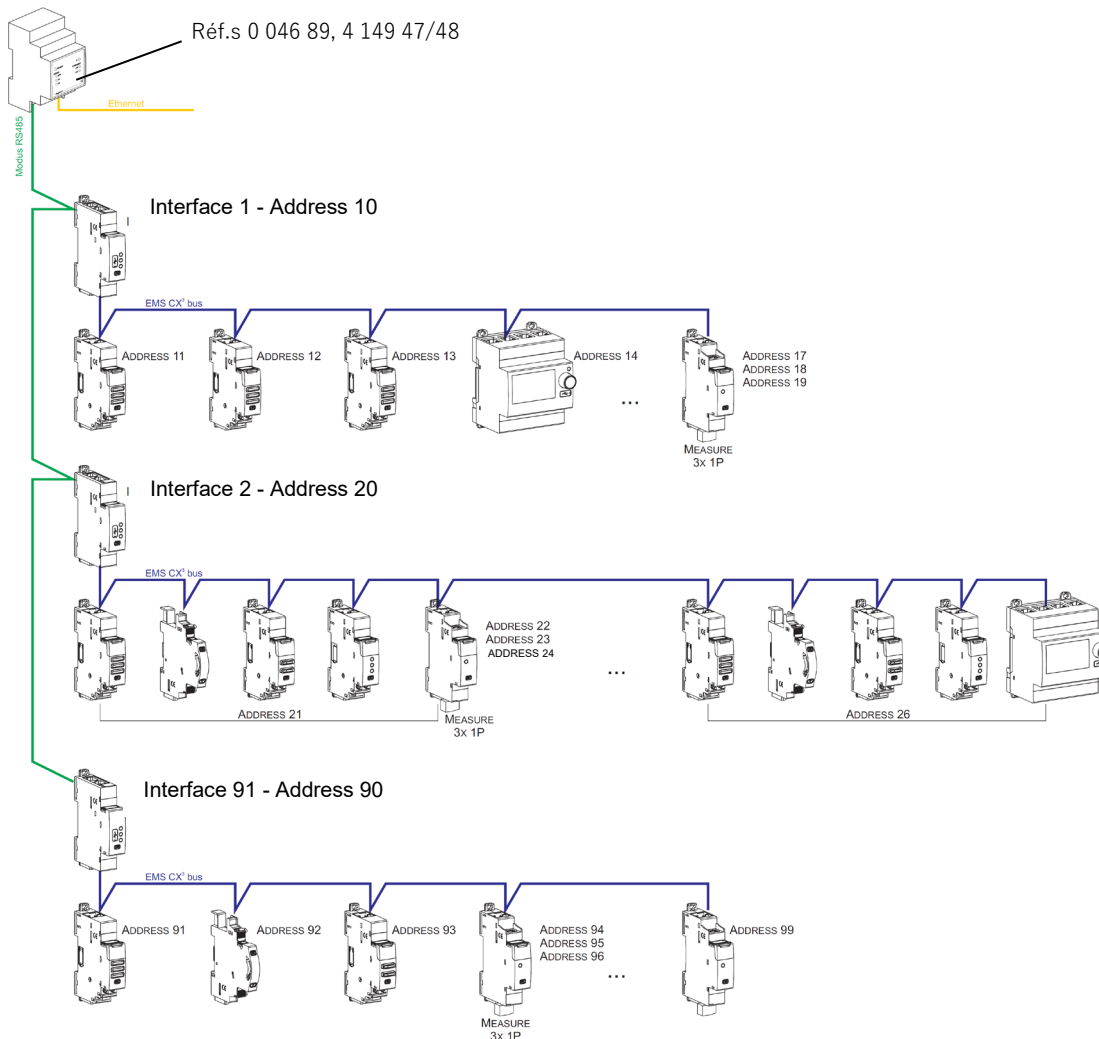 Réf.s 0 046 89, 4 149 47/48
Ethernet
Modus RS485
Interface 1 - Address 10
EMS CX³ bus
ADDRESS 11
ADDRESS 12
ADDRESS 13
ADDRESS 14
...
ADDRESS 17
ADDRESS 18
ADDRESS 19
MEASURE
3X 1P
Interface 2 - Address 20
EMS CX³ bus
ADDRESS 22
ADDRESS 23
ADDRESS 24
...
ADDRESS 21
MEASURE
3X 1P
ADDRESS 26
Interface 91 - Address 90
EMS CX³ bus
ADDRESS 91
ADDRESS 92
ADDRESS 93
ADDRESS 94
ADDRESS 95
ADDRESS 96
...
ADDRESS 99
MEASURE
3X 1P